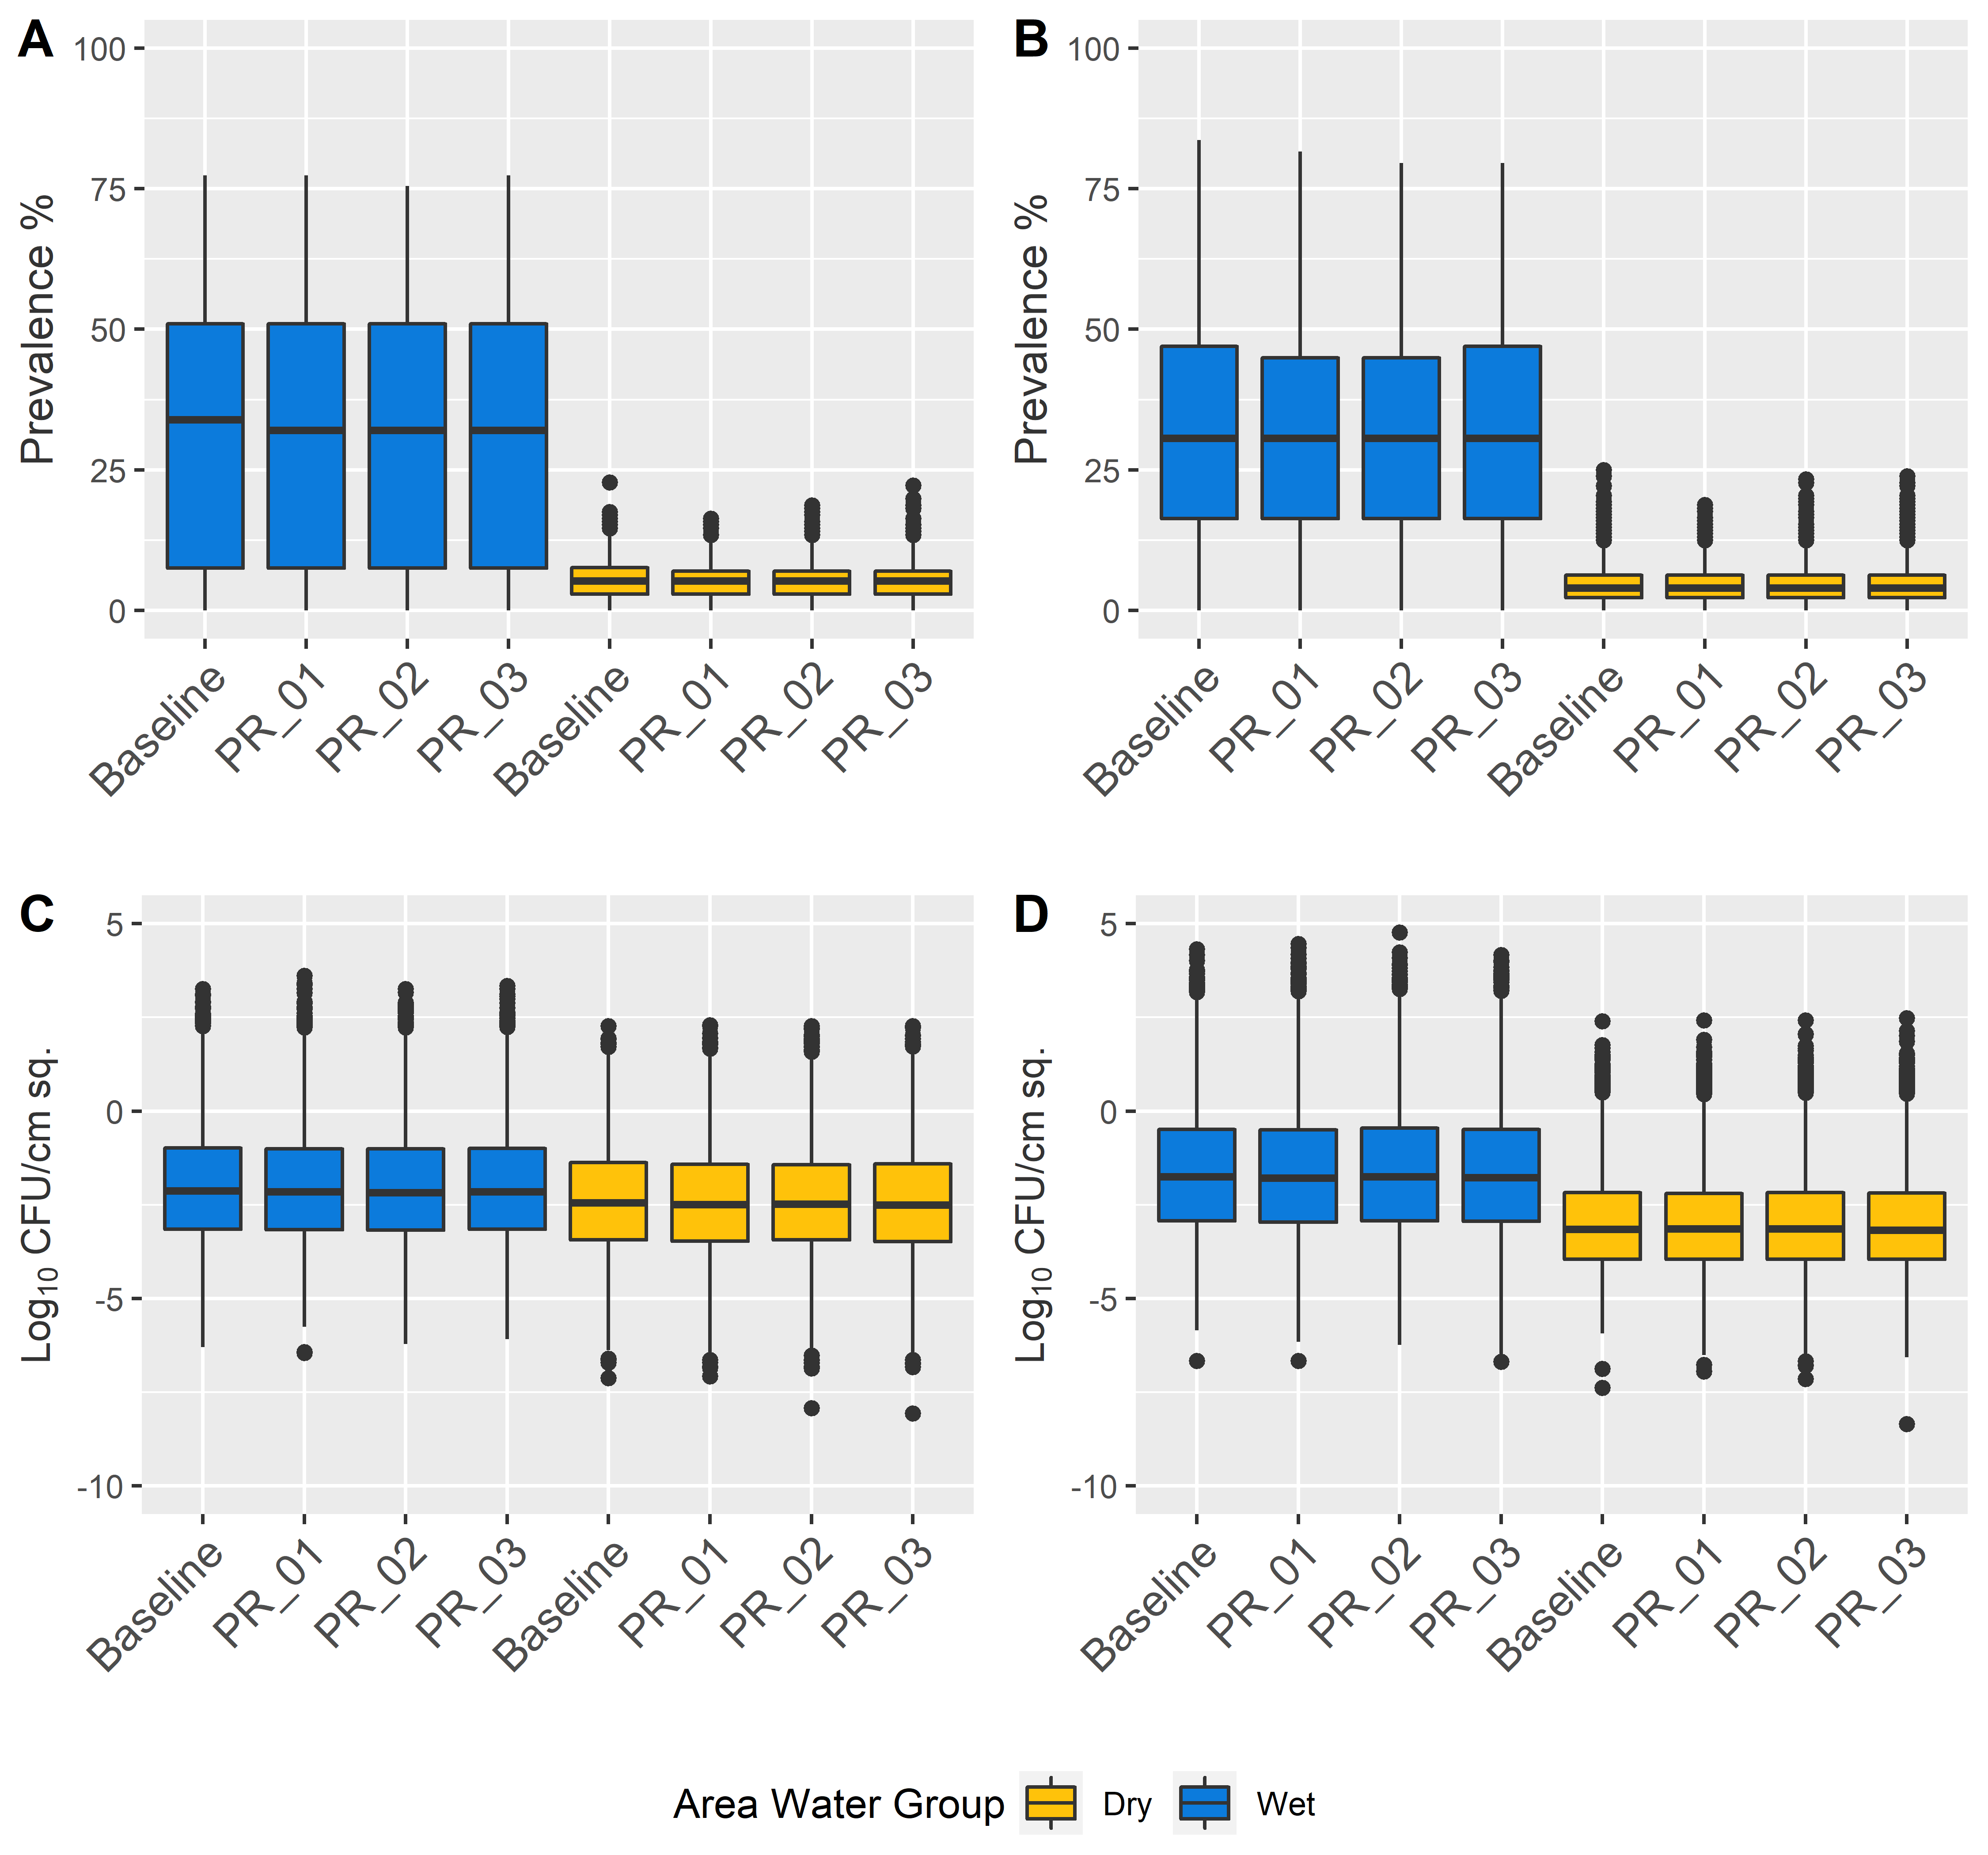 A
Prevalence %
100
75
50
25
0
Baseline PR_01 PR_02 PR_03 Baseline PR_01 PR_02 PR_03
B
Prevalence %
100
75
50
25
0
Baseline PR_01 PR_02 PR_03 Baseline PR_01 PR_02 PR_03
C
Log₁₀ CFU/cm sq.
5
0
-5
-10
Baseline PR_01 PR_02 PR_03 Baseline PR_01 PR_02 PR_03
D
Log₁₀ CFU/cm sq.
5
0
-5
-10
Baseline PR_01 PR_02 PR_03 Baseline PR_01 PR_02 PR_03
Area Water Group Dry Wet